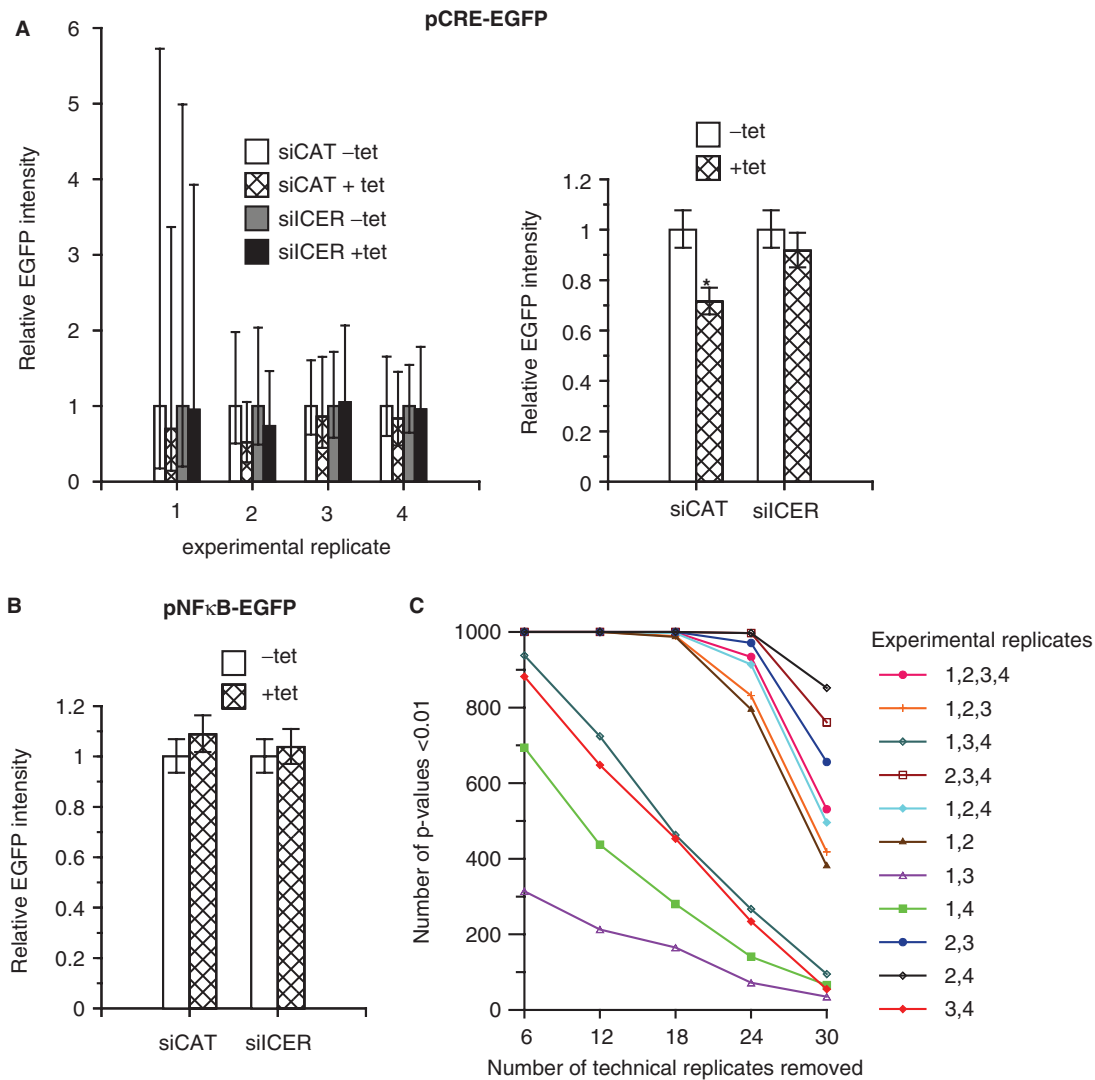 A
pCRE-EGFP
Relative EGFP intensity
6
5
4
3
2
1
0
siCAT –tet
siCAT + tet
siICER –tet
siICER +tet
1
2
3
4
experimental replicate
–tet
+tet
Relative EGFP intensity
1.2
1
0.8
0.6
0.4
0.2
0
*
siCAT
siICER
B
pNFκB-EGFP
–tet
+tet
Relative EGFP intensity
1.2
1
0.8
0.6
0.4
0.2
0
siCAT
siICER
C
Number of p-values <0.01
1000
800
600
400
200
0
6
12
18
24
30
Number of technical replicates removed
Experimental replicates
1,2,3,4
1,2,3
1,3,4
2,3,4
1,2,4
1,2
1,3
1,4
2,3
2,4
3,4